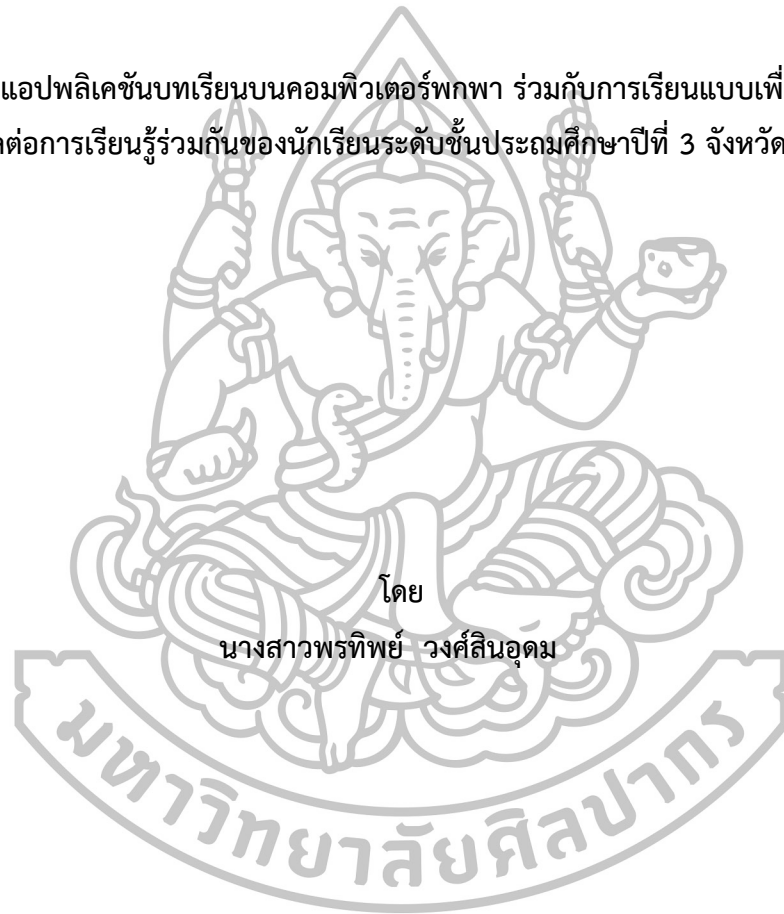 แอปพลิเคชันบทเรียนบนคอมพิวเตอร์พกพา ร่วมกับการเรียนแบบเพื่
ต่อการเรียนรู้ร่วมกันของนักเรียนระดับชั้นประถมศึกษาปีที่ 3 จังหวัด
โดย
นางสาวพรทิพย์ วงศ์สินอุดม
มหาวิทยาลัยศิลปากร